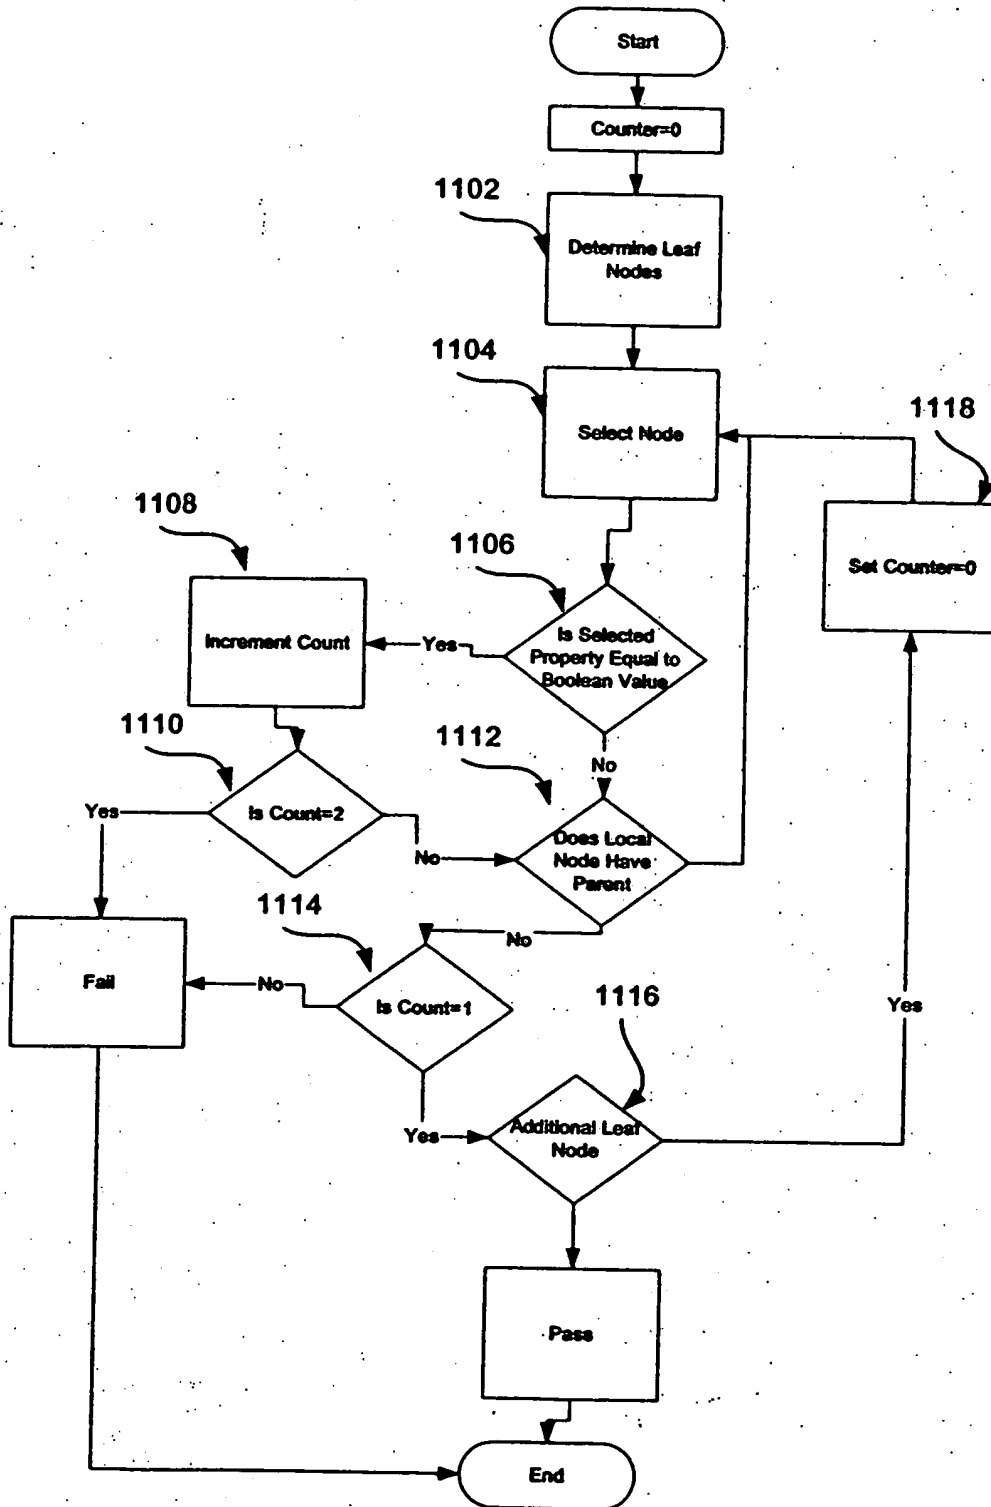 Start
Counter=0
1102
Determine Leaf
Nodes
1104
Select Node
1118
Set Counter=0
1108
Increment Count
1106
Yes
Is Selected
Property Equal to
Boolean Value
1110
Yes
Is Count=2
No
1112
No
Does Local
Node Have
Parent
1114
No
Fail
No
Is Count=1
1116
Yes
Yes
Additional Leaf
Node
Pass
End